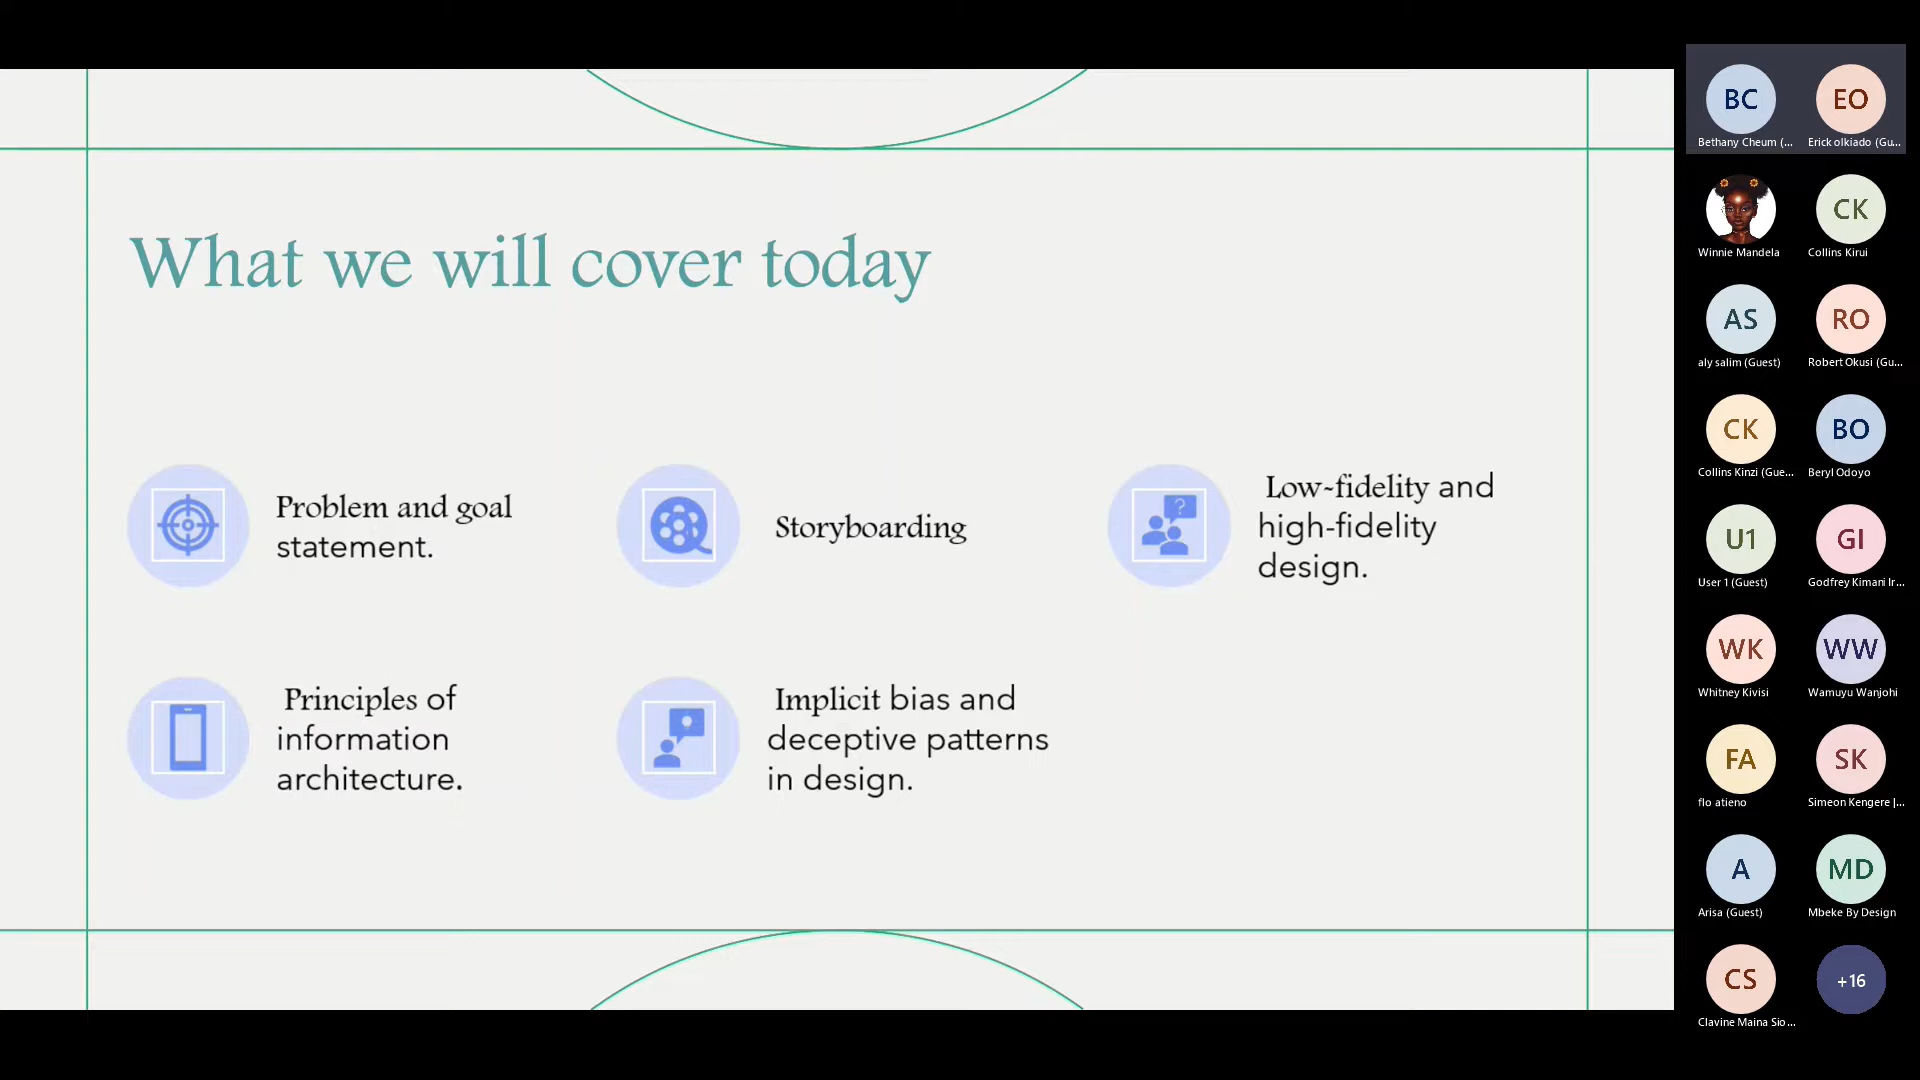 What we will cover today
Problem and goal
statement.
Storyboarding
Low-fidelity and
high-fidelity
design.
Principles of
information
architecture.
Implicit bias and
deceptive patterns
in design.
BC
EO
Bethany Cheum (...
Erick olkiado (Gu...
CK
Winnie Mandela
Collins Kirui
AS
RO
aly salim (Guest)
Robert Okusi (Gu...
CK
BO
Collins Kinzi (Gue...
Beryl Odoyo
U1
GI
User 1 (Guest)
Godfrey Kimani Ir...
WK
WW
Whitney Kivisi
Wamuyu Wanjohi
FA
SK
flo atieno
Simeon Kengere |...
A
MD
Arisa (Guest)
Mbeke By Design
CS
+16
Clavine Maina Sio...